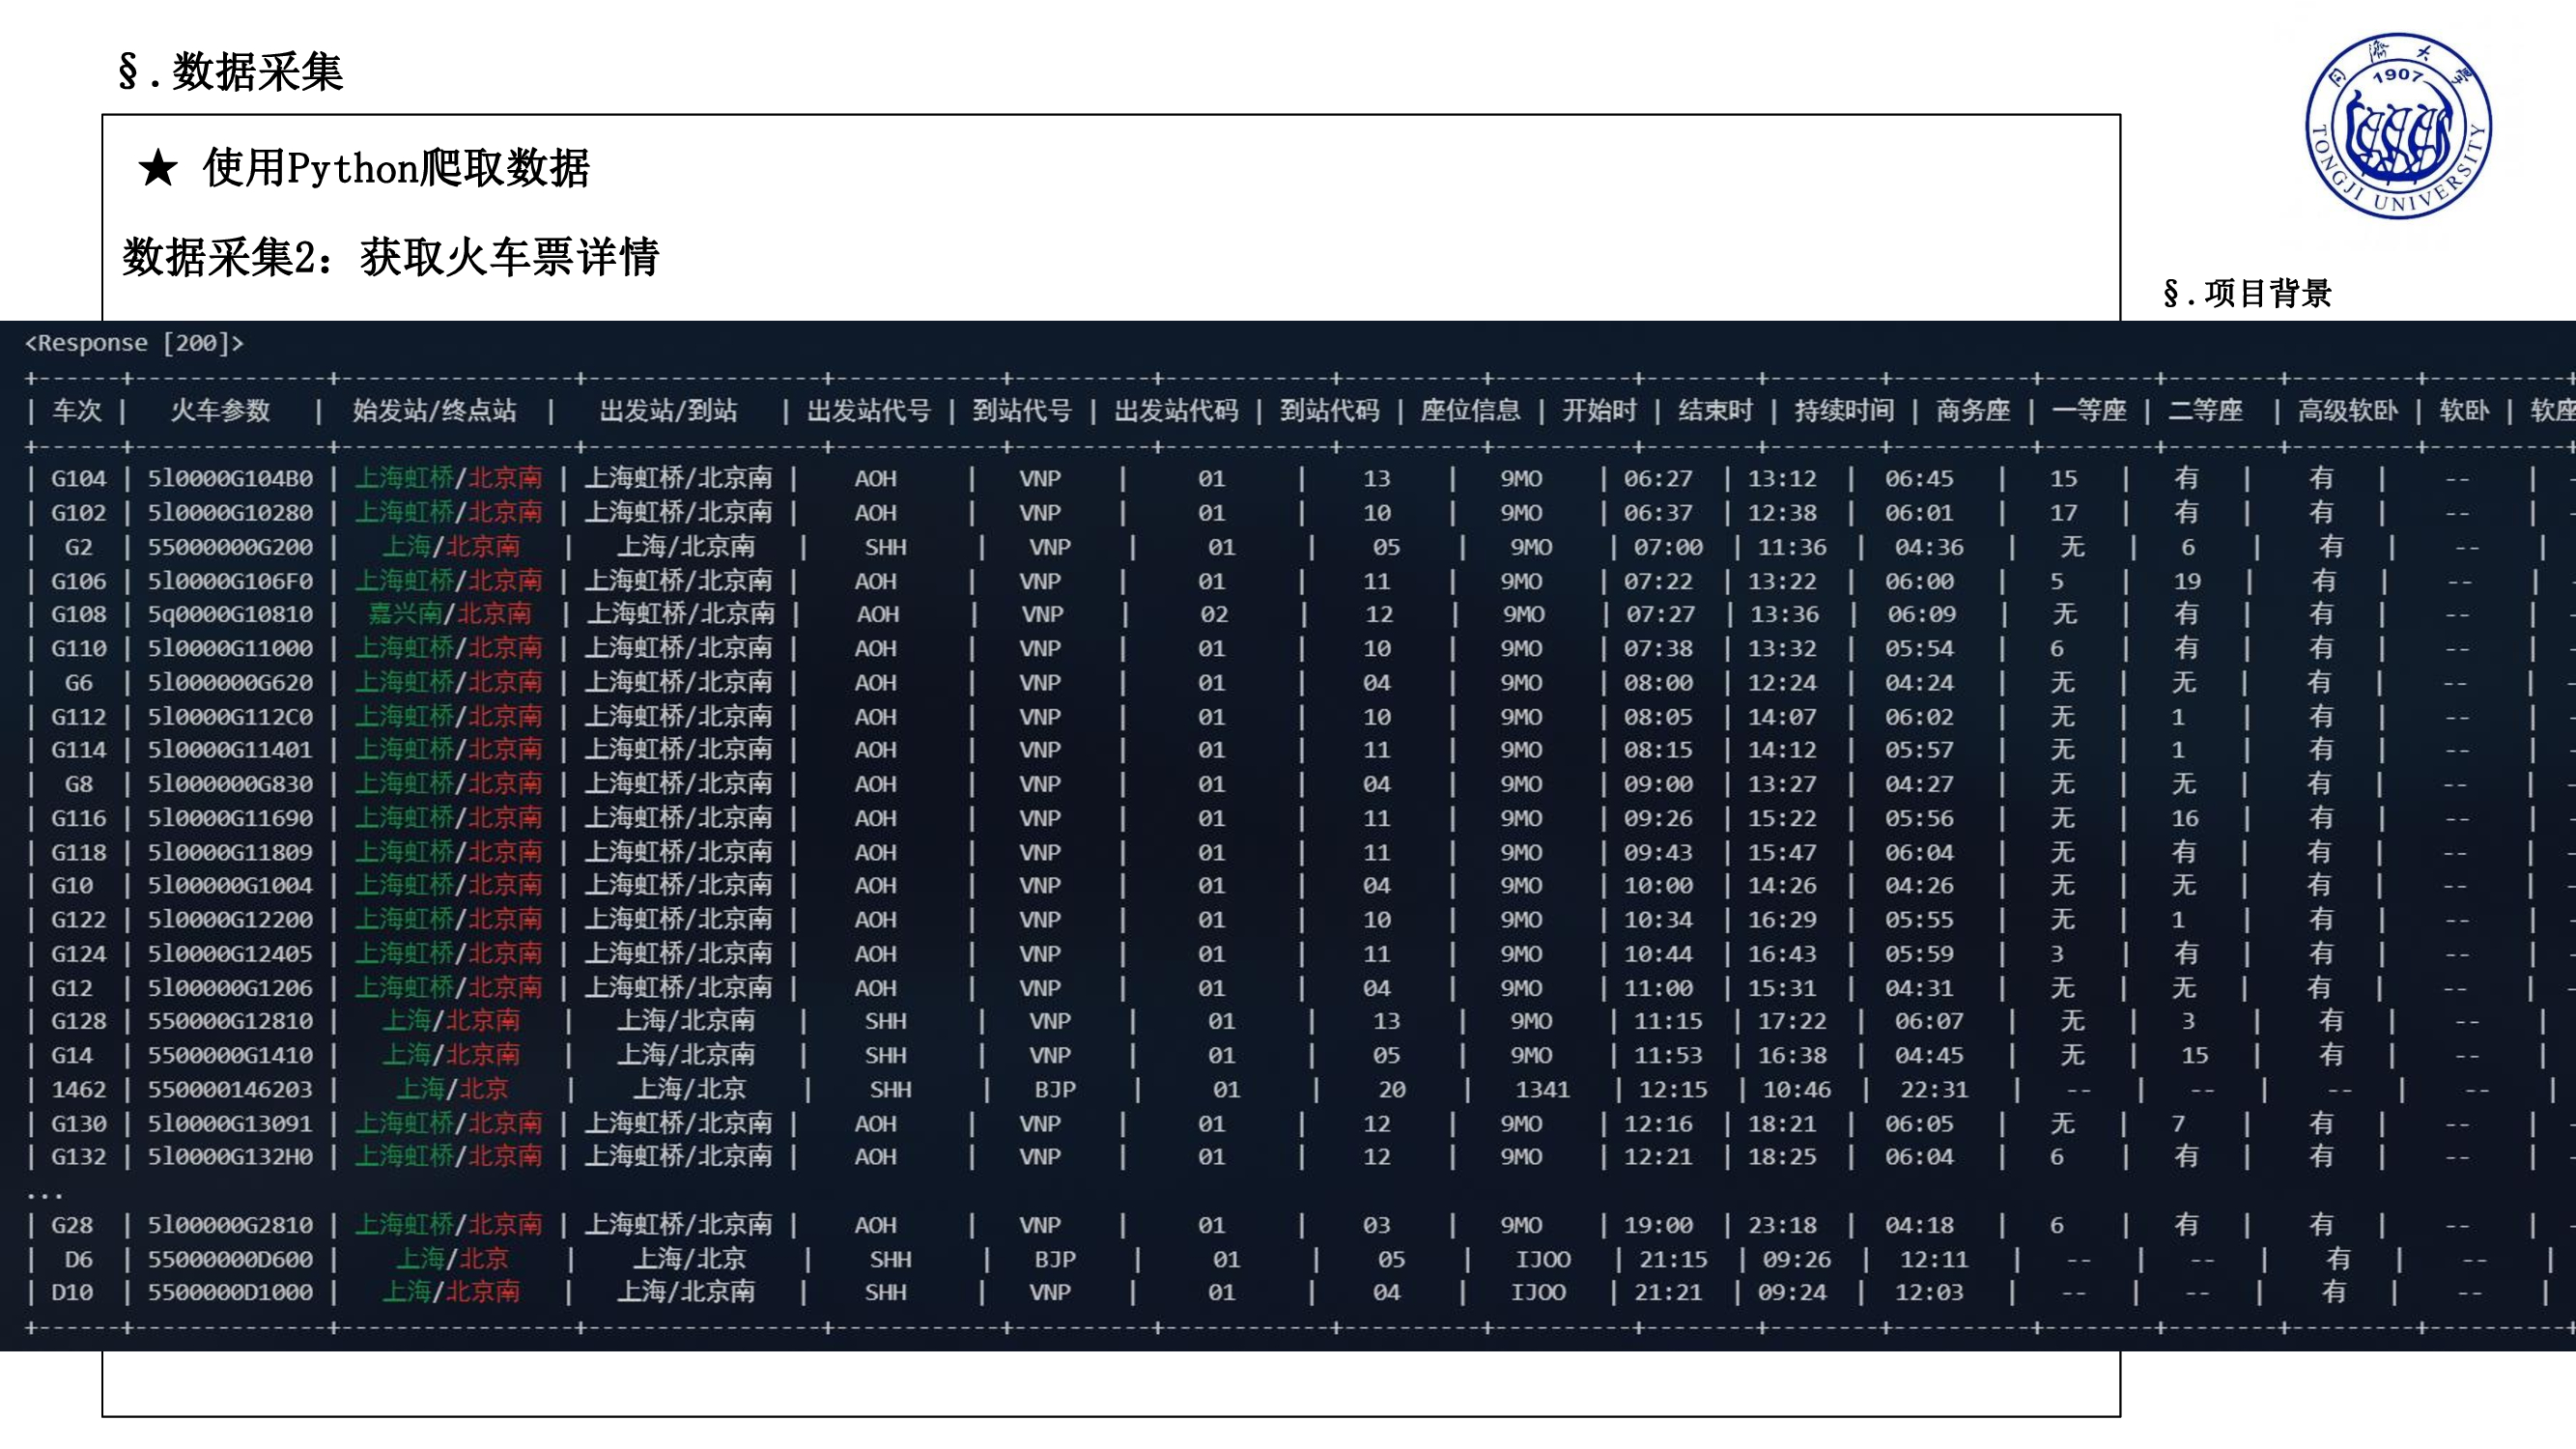 §.数据采集
同濟大學
1907
TONGJI UNIVERSITY
★ 使用Python爬取数据
数据采集2：获取火车票详情
§.项目背景
<Response [200]>
+------+--------------+-----------------+-----------------+------------+----------+------------+----------+----------+--------+--------+----------+--------+--------+---------+----------+
| 车次 | 火车参数 | 始发站/终点站 | 出发站/到站 | 出发站代号 | 到站代号 | 出发站代码 | 到站代码 | 座位信息 | 开始时 | 结束时 | 持续时间 | 商务座 | 一等座 | 二等座 | 高级软卧 | 软卧 | 软座
+------+--------------+-----------------+-----------------+------------+----------+------------+----------+----------+--------+--------+----------+--------+--------+---------+----------+
| G104 | 5l0000G104B0 | 上海虹桥/北京南 | 上海虹桥/北京南 | AOH | VNP | 01 | 13 | 9MO | 06:27 | 13:12 | 06:45 | 15 | 有 | 有 | -- | -
| G102 | 5l0000G10280 | 上海虹桥/北京南 | 上海虹桥/北京南 | AOH | VNP | 01 | 10 | 9MO | 06:37 | 12:38 | 06:01 | 17 | 有 | 有 | -- | -
| G2 | 55000000G200 | 上海/北京南 | 上海/北京南 | SHH | VNP | 01 | 05 | 9MO | 07:00 | 11:36 | 04:36 | 无 | 6 | 有 | -- |
| G106 | 5l0000G106F0 | 上海虹桥/北京南 | 上海虹桥/北京南 | AOH | VNP | 01 | 11 | 9MO | 07:22 | 13:22 | 06:00 | 5 | 19 | 有 | -- | -
| G108 | 5q0000G10810 | 嘉兴南/北京南 | 上海虹桥/北京南 | AOH | VNP | 02 | 12 | 9MO | 07:27 | 13:36 | 06:09 | 无 | 有 | 有 | -- | -
| G110 | 5l0000G11000 | 上海虹桥/北京南 | 上海虹桥/北京南 | AOH | VNP | 01 | 10 | 9MO | 07:38 | 13:32 | 05:54 | 6 | 有 | 有 | -- | -
| G6 | 5l000000G620 | 上海虹桥/北京南 | 上海虹桥/北京南 | AOH | VNP | 01 | 04 | 9MO | 08:00 | 12:24 | 04:24 | 无 | 无 | 有 | -- | -
| G112 | 5l0000G112C0 | 上海虹桥/北京南 | 上海虹桥/北京南 | AOH | VNP | 01 | 10 | 9MO | 08:05 | 14:07 | 06:02 | 无 | 1 | 有 | -- | -
| G114 | 5l0000G11401 | 上海虹桥/北京南 | 上海虹桥/北京南 | AOH | VNP | 01 | 11 | 9MO | 08:15 | 14:12 | 05:57 | 无 | 1 | 有 | -- | -
| G8 | 5l000000G830 | 上海虹桥/北京南 | 上海虹桥/北京南 | AOH | VNP | 01 | 04 | 9MO | 09:00 | 13:27 | 04:27 | 无 | 无 | 有 | -- | -
| G116 | 5l0000G11690 | 上海虹桥/北京南 | 上海虹桥/北京南 | AOH | VNP | 01 | 11 | 9MO | 09:26 | 15:22 | 05:56 | 无 | 16 | 有 | -- | -
| G118 | 5l0000G11809 | 上海虹桥/北京南 | 上海虹桥/北京南 | AOH | VNP | 01 | 11 | 9MO | 09:43 | 15:47 | 06:04 | 无 | 有 | 有 | -- | -
| G10 | 5l00000G1004 | 上海虹桥/北京南 | 上海虹桥/北京南 | AOH | VNP | 01 | 04 | 9MO | 10:00 | 14:26 | 04:26 | 无 | 无 | 有 | -- | -
| G122 | 5l0000G12200 | 上海虹桥/北京南 | 上海虹桥/北京南 | AOH | VNP | 01 | 10 | 9MO | 10:34 | 16:29 | 05:55 | 无 | 1 | 有 | -- | -
| G124 | 5l0000G12405 | 上海虹桥/北京南 | 上海虹桥/北京南 | AOH | VNP | 01 | 11 | 9MO | 10:44 | 16:43 | 05:59 | 3 | 有 | 有 | -- | -
| G12 | 5l00000G1206 | 上海虹桥/北京南 | 上海虹桥/北京南 | AOH | VNP | 01 | 04 | 9MO | 11:00 | 15:31 | 04:31 | 无 | 无 | 有 | -- | -
| G128 | 550000G12810 | 上海/北京南 | 上海/北京南 | SHH | VNP | 01 | 13 | 9MO | 11:15 | 17:22 | 06:07 | 无 | 3 | 有 | -- |
| G14 | 5500000G1410 | 上海/北京南 | 上海/北京南 | SHH | VNP | 01 | 05 | 9MO | 11:53 | 16:38 | 04:45 | 无 | 15 | 有 | -- |
| 1462 | 550000146203 | 上海/北京 | 上海/北京 | SHH | BJP | 01 | 20 | 1341 | 12:15 | 10:46 | 22:31 | -- | -- | -- | -- |
| G130 | 5l0000G13091 | 上海虹桥/北京南 | 上海虹桥/北京南 | AOH | VNP | 01 | 12 | 9MO | 12:16 | 18:21 | 06:05 | 无 | 7 | 有 | -- | -
| G132 | 5l0000G132H0 | 上海虹桥/北京南 | 上海虹桥/北京南 | AOH | VNP | 01 | 12 | 9MO | 12:21 | 18:25 | 06:04 | 6 | 有 | 有 | -- | -
...
| G28 | 5l00000G2810 | 上海虹桥/北京南 | 上海虹桥/北京南 | AOH | VNP | 01 | 03 | 9MO | 19:00 | 23:18 | 04:18 | 6 | 有 | 有 | -- | -
| D6 | 55000000D600 | 上海/北京 | 上海/北京 | SHH | BJP | 01 | 05 | IJOO | 21:15 | 09:26 | 12:11 | -- | -- | 有 | -- |
| D10 | 5500000D1000 | 上海/北京南 | 上海/北京南 | SHH | VNP | 01 | 04 | IJOO | 21:21 | 09:24 | 12:03 | -- | -- | 有 | -- |
+------+--------------+-----------------+-----------------+------------+----------+------------+----------+----------+--------+--------+----------+--------+--------+---------+----------+